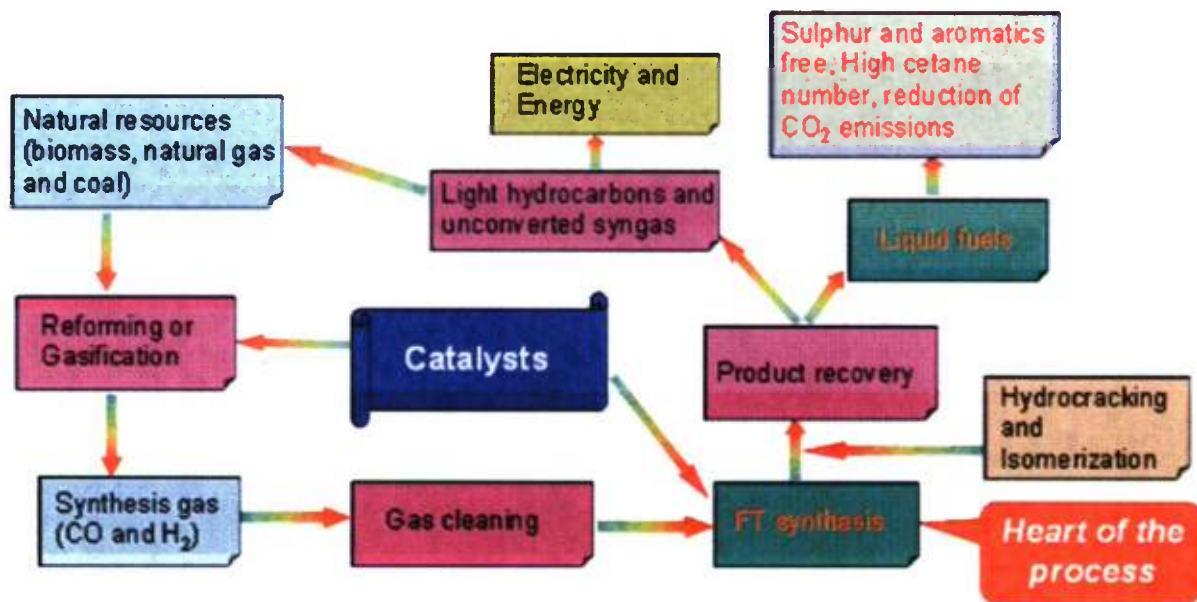 Sulphur and aromatics
free, High cetane
number, reduction of
CO₂ emissions
Electricity and
Energy
Natural resources
(biomass, natural gas
and coal)
Light hydrocarbons and
unconverted syngas
Liquid fuels
Reforming or
Gasification
Catalysts
Product recovery
Hydrocracking
and
Isomerization
Synthesis gas
(CO and H₂)
Gas cleaning
FT synthasis
Heart of the
process